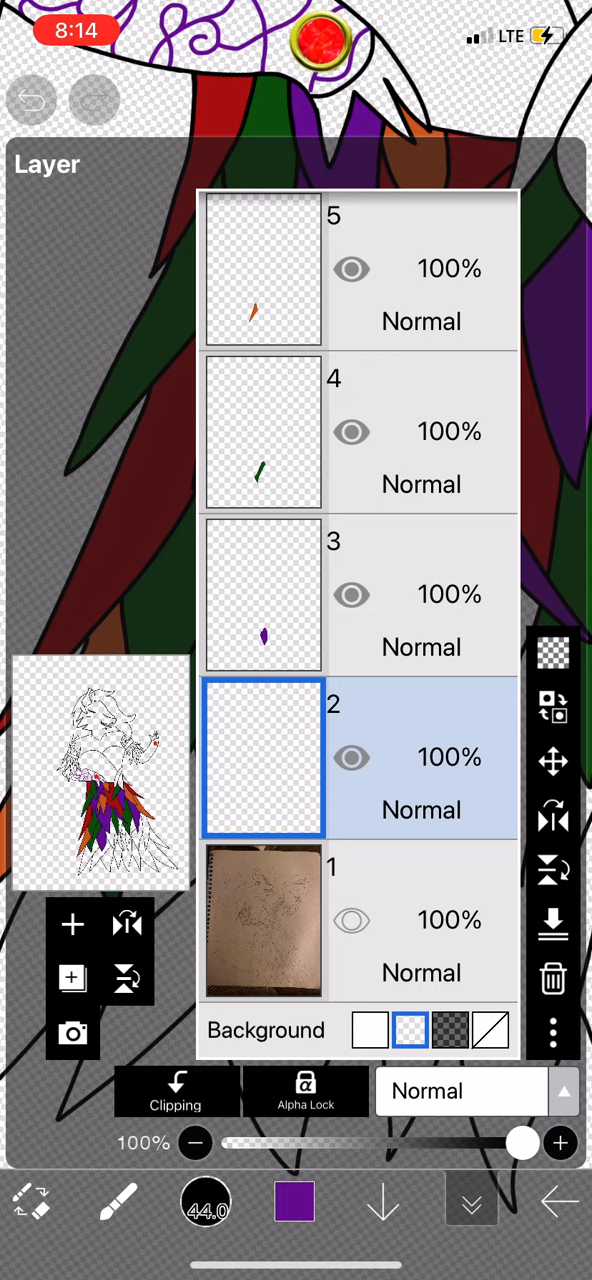 8:14
LTE
Layer
5
100%
Normal
4
100%
Normal
3
100%
Normal
2
100%
Normal
1
100%
Normal
Background
Clipping
α
Alpha Lock
Normal
100%
44.0